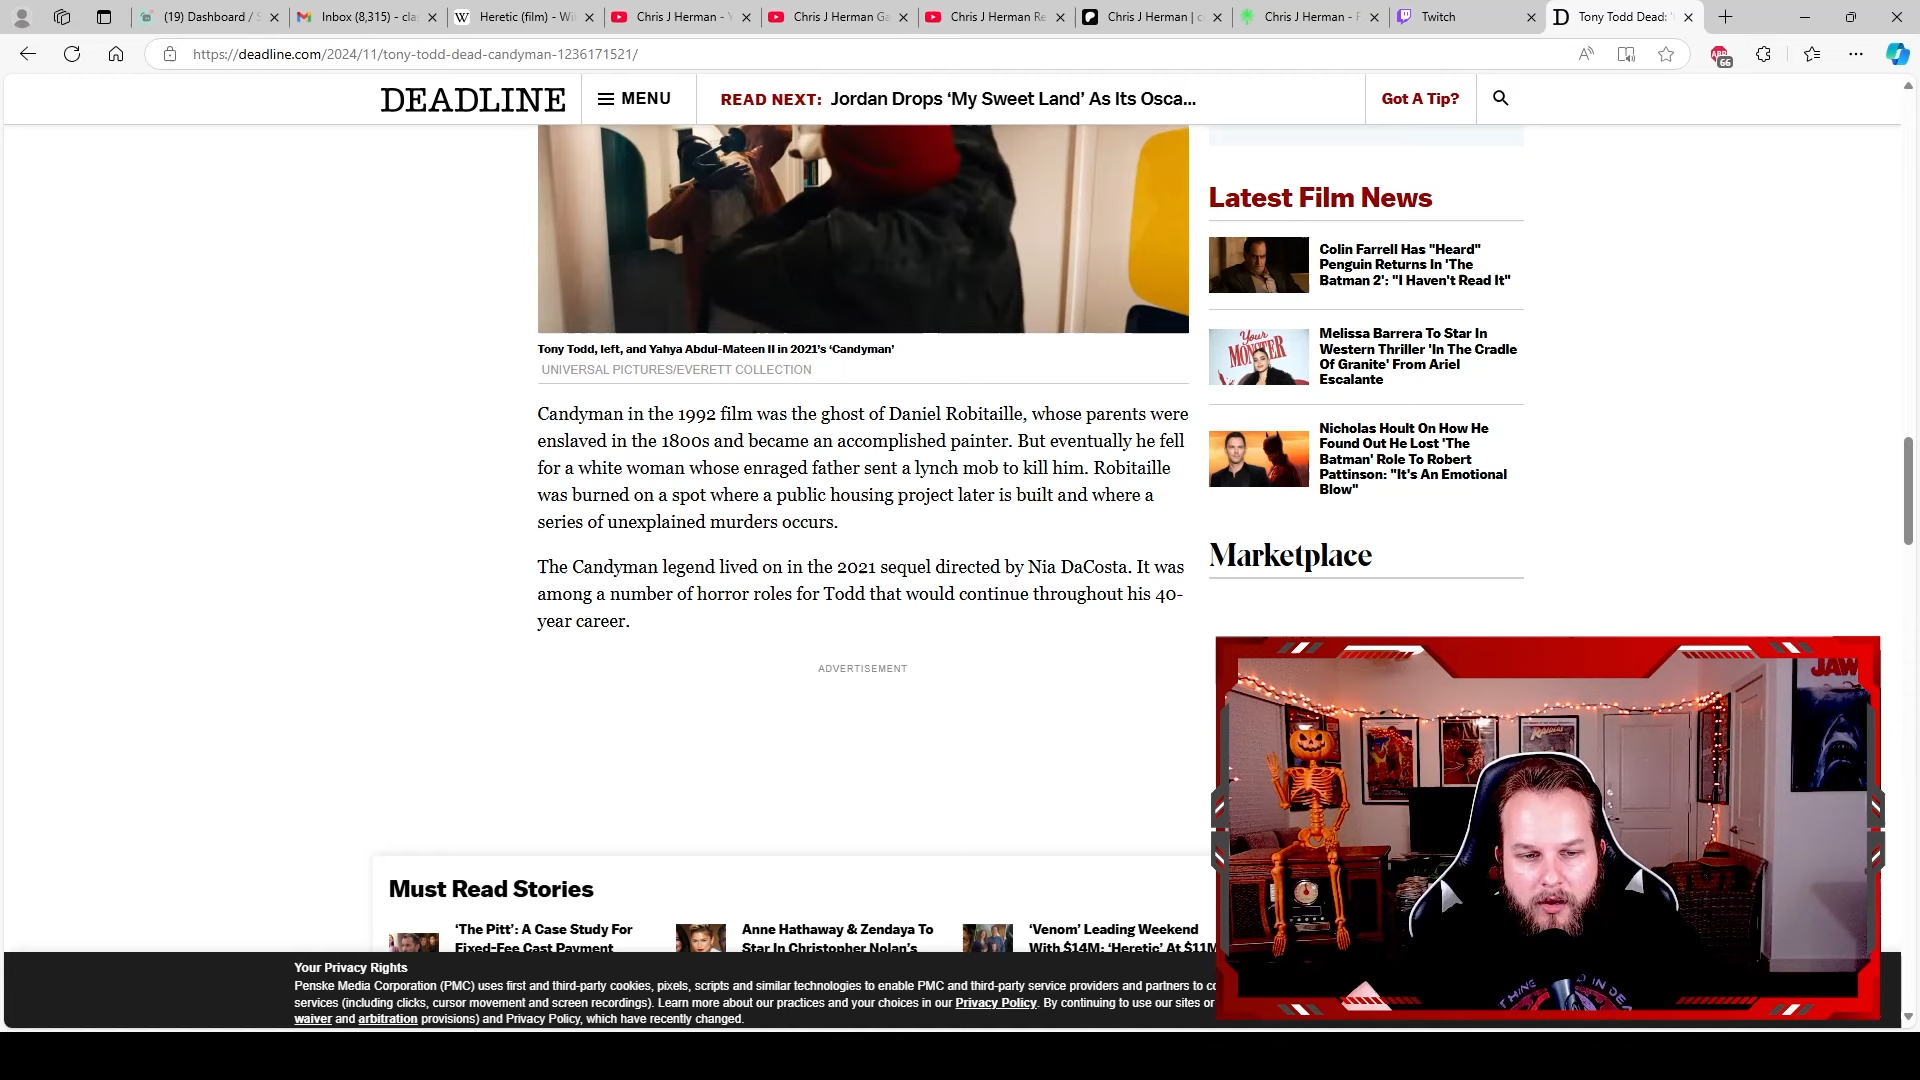 (19) Dashboard / S
Inbox (8,315) - cla
Heretic (film) - Wi
Chris J Herman - Y
Chris J Herman Ga
Chris J Herman Re
Chris J Herman | c
Chris J Herman - F
Twitch
Tony Todd Dead: '
https://deadline.com/2024/11/tony-todd-dead-candyman-1236171521/
66
DEADLINE
MENU
READ NEXT: Jordan Drops ‘My Sweet Land’ As Its Osca...
Got A Tip?
Tony Todd, left, and Yahya Abdul-Mateen II in 2021’s ‘Candyman’
UNIVERSAL PICTURES/EVERETT COLLECTION
Candyman in the 1992 film was the ghost of Daniel Robitaille, whose parents were
enslaved in the 1800s and became an accomplished painter. But eventually he fell
for a white woman whose enraged father sent a lynch mob to kill him. Robitaille
was burned on a spot where a public housing project later is built and where a
series of unexplained murders occurs.
The Candyman legend lived on in the 2021 sequel directed by Nia DaCosta. It was
among a number of horror roles for Todd that would continue throughout his 40-
year career.
ADVERTISEMENT
Latest Film News
Colin Farrell Has "Heard"
Penguin Returns In 'The
Batman 2': "I Haven't Read It"
Your
MONSTER
Melissa Barrera To Star In
Western Thriller 'In The Cradle
Of Granite' From Ariel
Escalante
Nicholas Hoult On How He
Found Out He Lost 'The
Batman' Role To Robert
Pattinson: "It's An Emotional
Blow"
Marketplace
JAW
Must Read Stories
‘The Pitt’: A Case Study For
Fixed-Fee Cast Payment
Anne Hathaway & Zendaya To
Star In Christopher Nolan’s
‘Venom’ Leading Weekend
With $14M; ‘Heretic’ At $11M
Your Privacy Rights
Penske Media Corporation (PMC) uses first and third-party cookies, pixels, scripts and similar technologies to enable PMC and third-party service providers and partners to co
services (including clicks, cursor movement and screen recordings). Learn more about our practices and your choices in our Privacy Policy. By continuing to use our sites or
waiver and arbitration provisions) and Privacy Policy, which have recently changed.